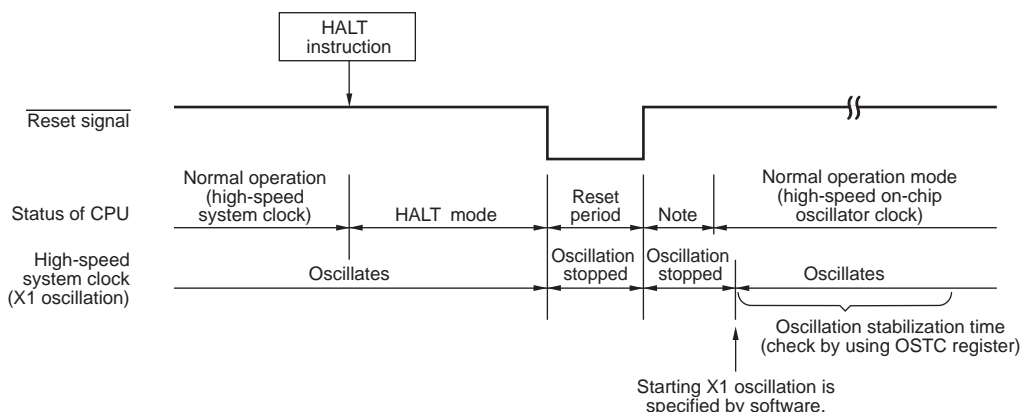 HALT
instruction
Reset signal
Status of CPU
Normal operation
(high-speed
system clock)
HALT mode
Reset
period
Note
Normal operation mode
(high-speed on-chip
oscillator clock)
High-speed
system clock
(X1 oscillation)
Oscillates
Oscillation
stopped
Oscillation
stopped
Oscillates
Oscillation stabilization time
(check by using OSTC register)
Starting X1 oscillation is
specified by software.